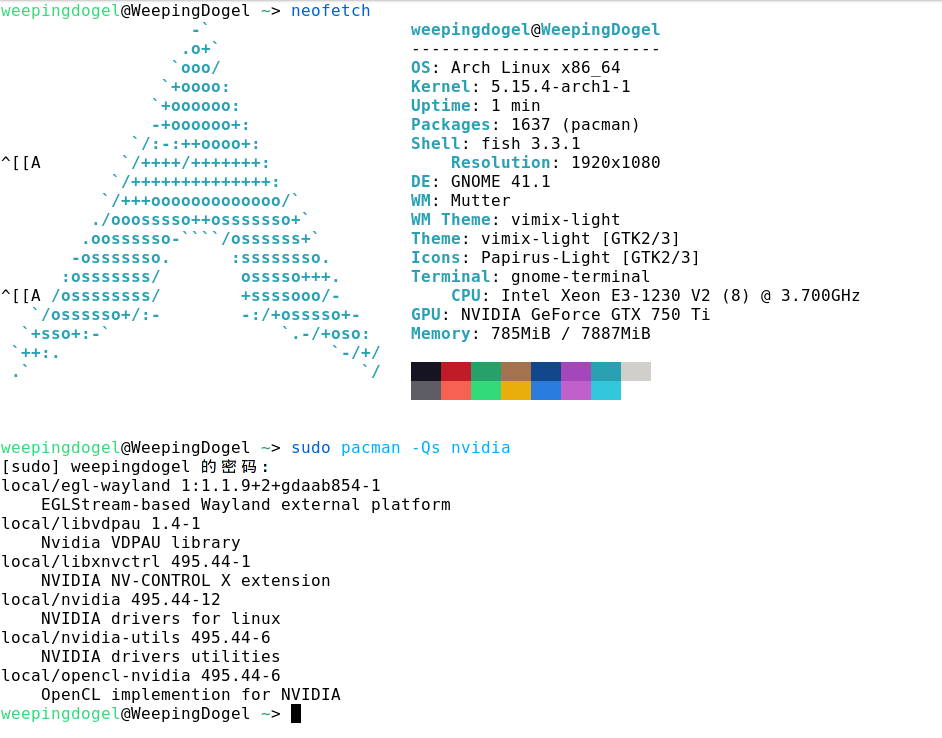 weepingdogel@WeepingDogel ~> neofetch
                   -`                    weepingdogel@WeepingDogel
                  .o+`                   -------------------------
                 `ooo/                   OS: Arch Linux x86_64
                `+oooo:                  Kernel: 5.15.4-arch1-1
               `+oooooo:                 Uptime: 1 min
               -+oooooo+:                Packages: 1637 (pacman)
             `/:-:++oooo+:               Shell: fish 3.3.1
^[[A        `/++++/+++++++:                  Resolution: 1920x1080
           `/++++++++++++++:             DE: GNOME 41.1
          `/+++ooooooooooooo/`           WM: Mutter
         ./ooosssso++osssssso+`          WM Theme: vimix-light
        .oossssso-````/ossssss+`         Theme: vimix-light [GTK2/3]
       -osssssso.      :ssssssso.        Icons: Papirus-Light [GTK2/3]
      :osssssss/        osssso+++.       Terminal: gnome-terminal
^[[A /ossssssss/        +ssssooo/-           CPU: Intel Xeon E3-1230 V2 (8) @ 3.700GHz
   `/ossssso+/:-        -:/+osssso+-     GPU: NVIDIA GeForce GTX 750 Ti
  `+sso+:-`                 `.-/+oso:    Memory: 785MiB / 7887MiB
 `++:.                           `-/+/
 .`                                 `/
weepingdogel@WeepingDogel ~> sudo pacman -Qs nvidia
[sudo] weepingdogel 的密码:
local/egl-wayland 1:1.1.9+2+gdaab854-1
    EGLStream-based Wayland external platform
local/libvdpau 1.4-1
    Nvidia VDPAU library
local/libxnvctrl 495.44-1
    NVIDIA NV-CONTROL X extension
local/nvidia 495.44-12
    NVIDIA drivers for linux
local/nvidia-utils 495.44-6
    NVIDIA drivers utilities
local/opencl-nvidia 495.44-6
    OpenCL implemention for NVIDIA
weepingdogel@WeepingDogel ~>